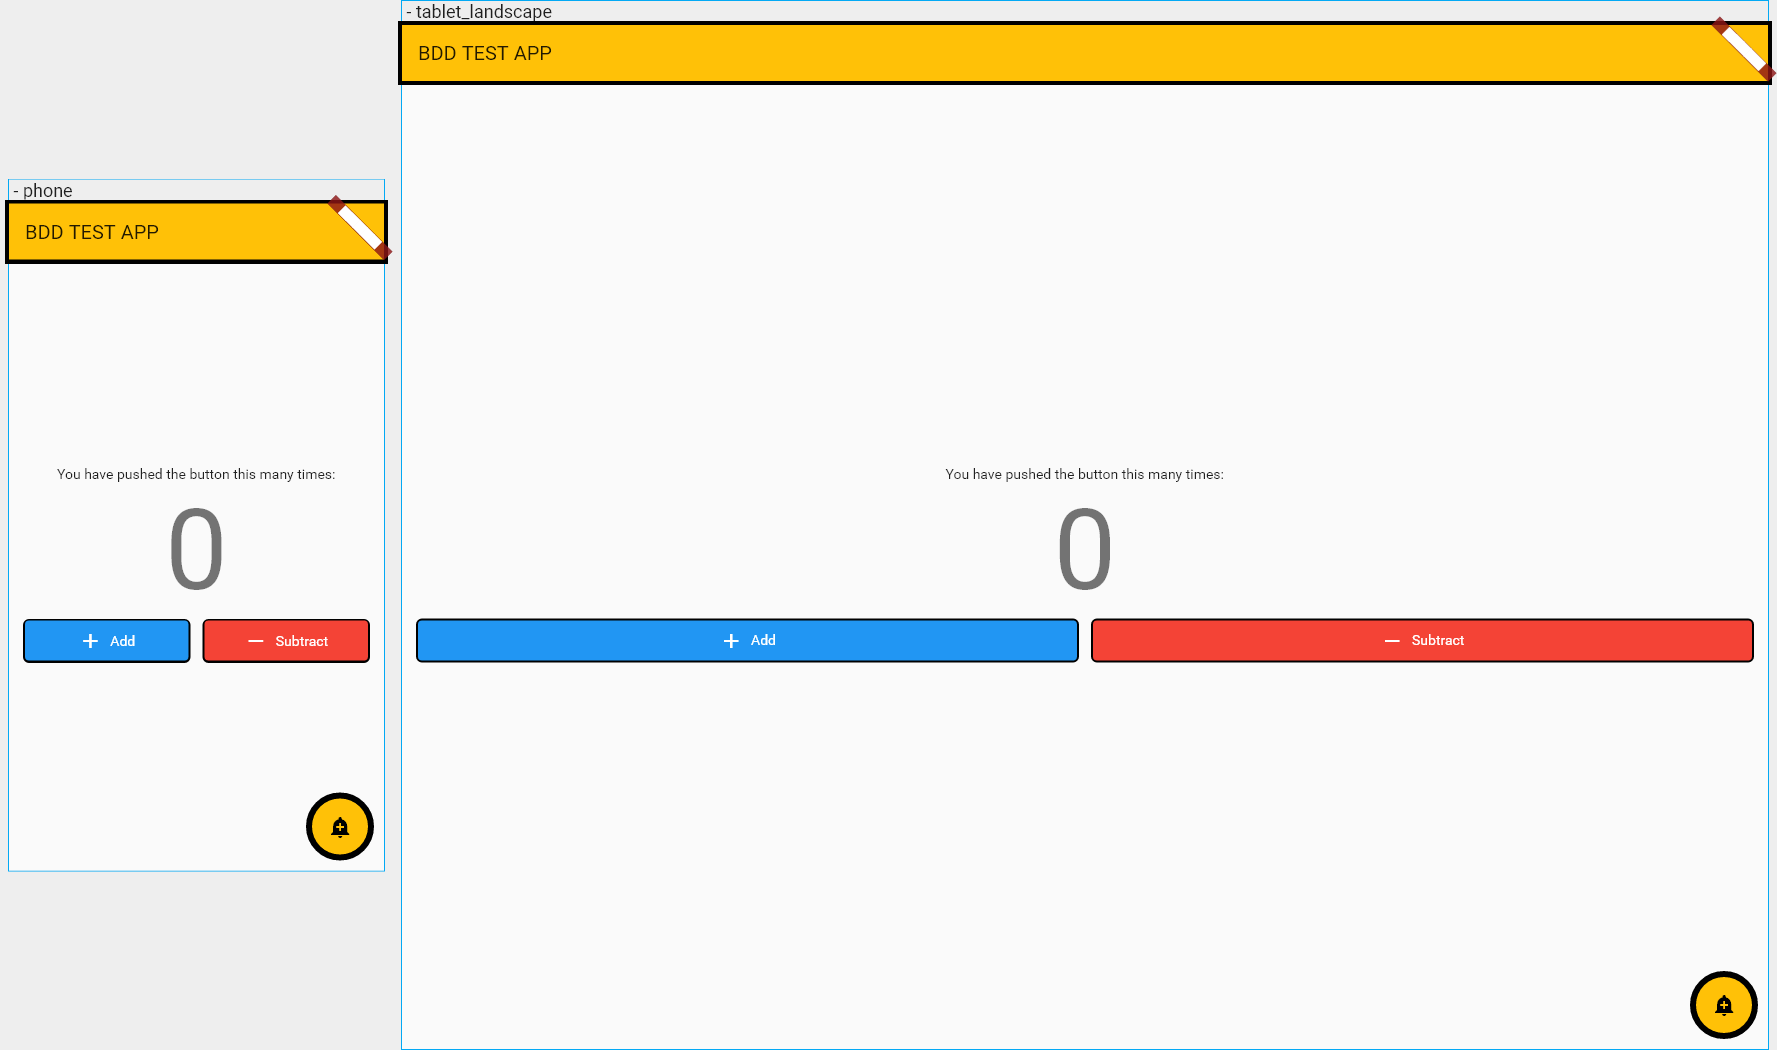 - phone
BDD TEST APP
You have pushed the button this many times:
0
Add
Subtract
- tablet_landscape
BDD TEST APP
You have pushed the button this many times:
0
Add
Subtract